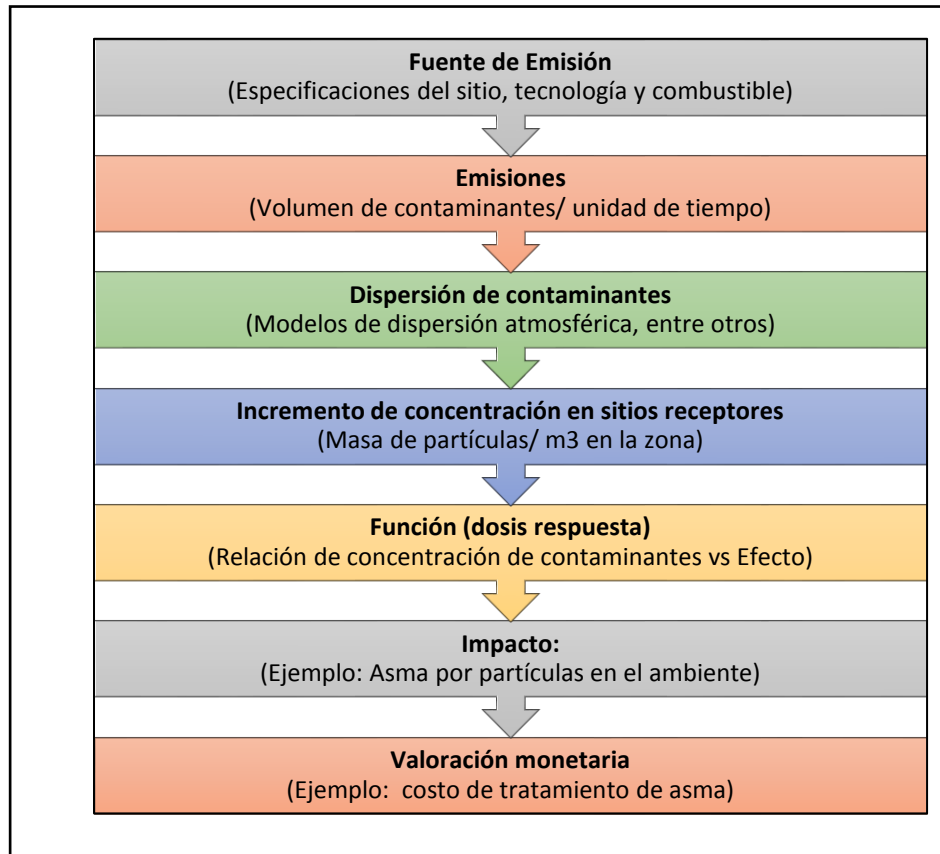 Fuente de Emisión
(Especificaciones del sitio, tecnología y combustible)
Emisiones
(Volumen de contaminantes/ unidad de tiempo)
Dispersión de contaminantes
(Modelos de dispersión atmosférica, entre otros)
Incremento de concentración en sitios receptores
(Masa de partículas/ m3 en la zona)
Función (dosis respuesta)
(Relación de concentración de contaminantes vs Efecto)
Impacto:
(Ejemplo: Asma por partículas en el ambiente)
Valoración monetaria
(Ejemplo:  costo de tratamiento de asma)